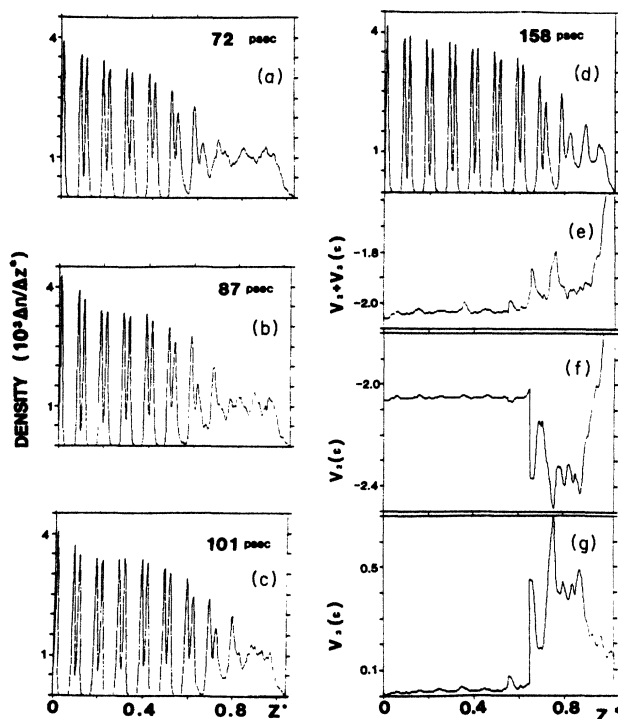 72 psec
(a)
4
1
87 psec
(b)
4
1
101 psec
(c)
4
1
0 0.4 0.8 Z*
DENSITY (10³Δn/Δz*)
158 psec
(d)
4
1
(e)
-1.8
-2.0
(f)
-2.0
-2.4
V₂(ε)
(g)
0.5
0.1
V₃(ε)
0 0.4 0.8 Z*